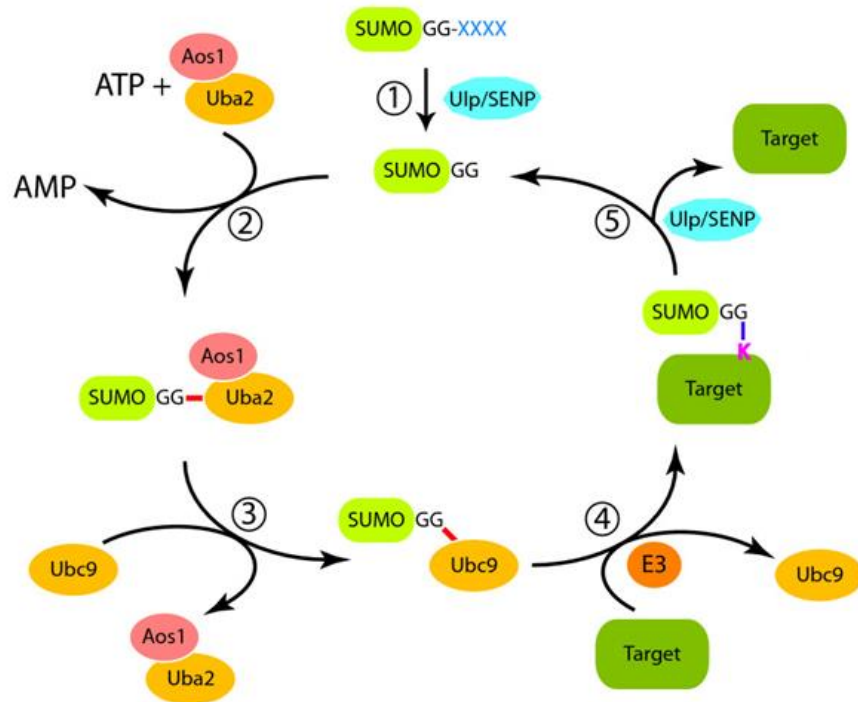 SUMO GG-XXXX
Aos1
ATP +
Uba2
① Ulp/SENP
Target
SUMO GG
AMP
②
⑤ Ulp/SENP
SUMO GG
K
Target
Aos1
SUMO GG Uba2
③
SUMO GG
④
Ubc9
Ubc9
E3
Ubc9
Aos1
Uba2
Target